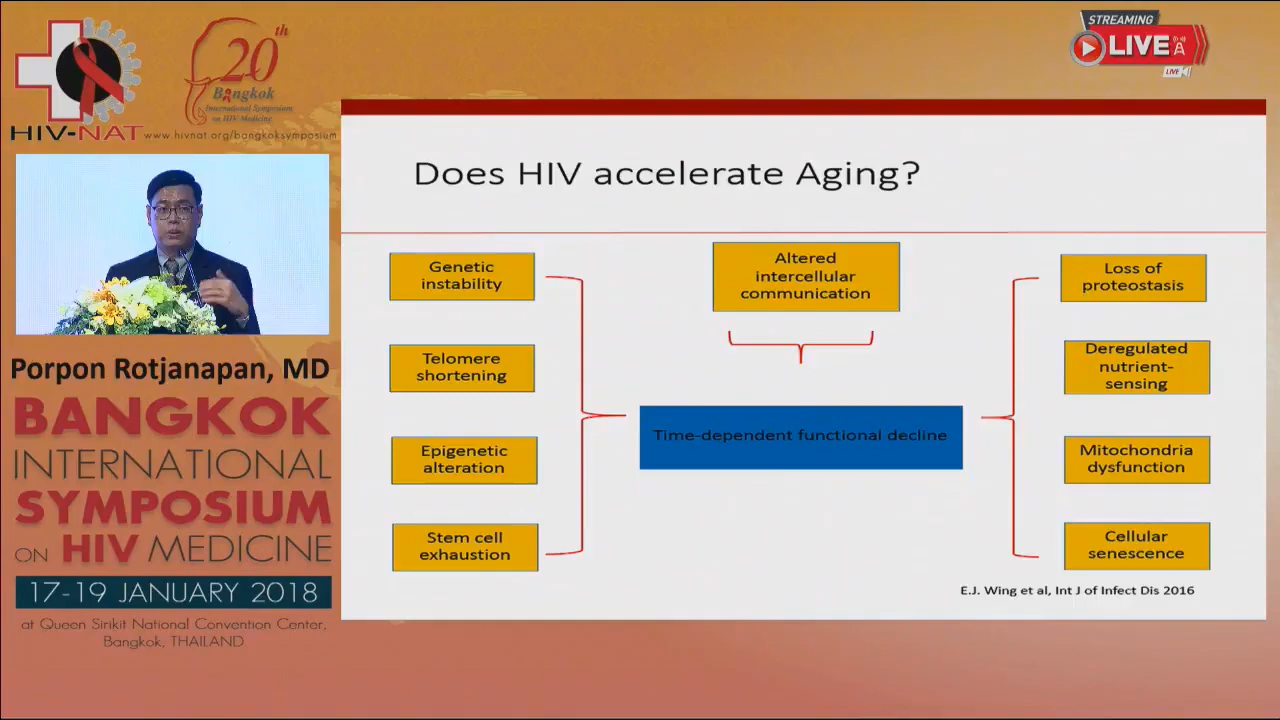 HIV-NAT
20th
Bangkok
International Symposium
on HIV Medicine
www.hivnat.org/bangkoksymposium
STREAMING
LIVE
LIVE
Porpon Rotjanapan, MD
BANGKOK
INTERNATIONAL
SYMPOSIUM
ON HIV MEDICINE
17-19 JANUARY 2018
at Queen Sirikit National Convention Center,
Bangkok, THAILAND
Does HIV accelerate Aging?
Genetic
instability
Telomere
shortening
Epigenetic
alteration
Stem cell
exhaustion
Altered
intercellular
communication
Time-dependent functional decline
Loss of
proteostasis
Deregulated
nutrient-
sensing
Mitochondria
dysfunction
Cellular
senescence
E.J. Wing et al, Int J of Infect Dis 2016